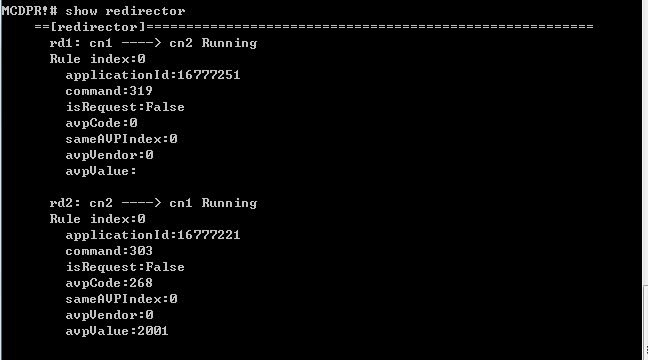 MCDPR!# show redirector
==[redirector]========================================================
rd1: cn1 ----> cn2 Running
Rule index:0
applicationId:16777251
command:319
isRequest:False
avpCode:0
sameAVPIndex:0
avpVendor:0
avpValue:
rd2: cn2 ----> cn1 Running
Rule index:0
applicationId:16777221
command:303
isRequest:False
avpCode:268
sameAVPIndex:0
avpVendor:0
avpValue:2001